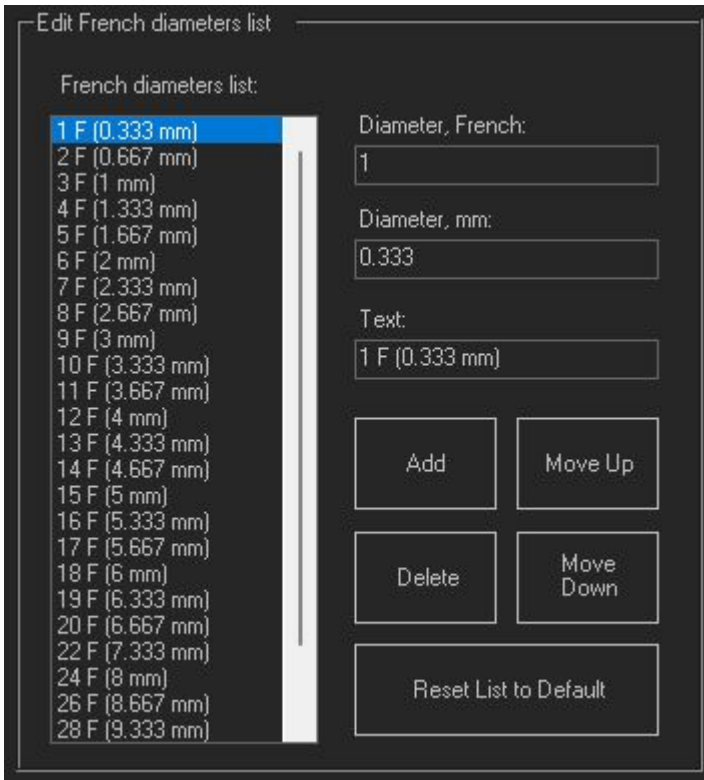 Edit French diameters list
French diameters list:
1 F (0.333 mm)
2 F (0.667 mm)
3 F (1 mm)
4 F (1.333 mm)
5 F (1.667 mm)
6 F (2 mm)
7 F (2.333 mm)
8 F (2.667 mm)
9 F (3 mm)
10 F (3.333 mm)
11 F (3.667 mm)
12 F (4 mm)
13 F (4.333 mm)
14 F (4.667 mm)
15 F (5 mm)
16 F (5.333 mm)
17 F (5.667 mm)
18 F (6 mm)
19 F (6.333 mm)
20 F (6.667 mm)
22 F (7.333 mm)
24 F (8 mm)
26 F (8.667 mm)
28 F (9.333 mm)
Diameter, French:
1
Diameter, mm:
0.333
Text:
1 F (0.333 mm)
Add
Move Up
Delete
Move
Down
Reset List to Default